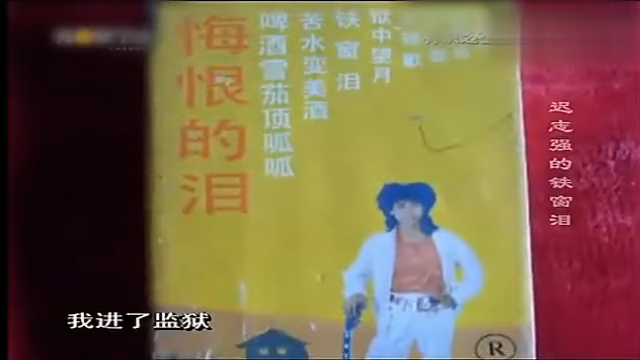 悔恨的泪
啤酒雪茄顶呱呱
苦水变美酒
铁窗泪
狱中望月
迟志强的铁窗泪
我进了监狱
R